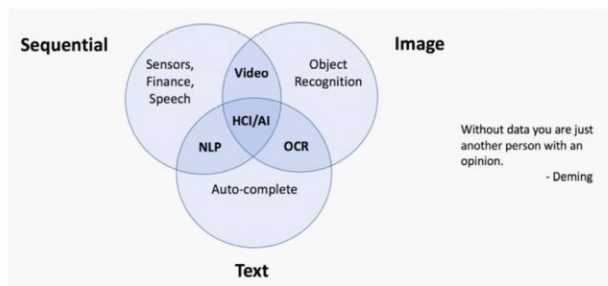 Sequential
Image
Sensors,
Finance,
Speech
Video
Object
Recognition
HCI/AI
NLP
OCR
Auto-complete
Text
Without data you are just
another person with an
opinion.
- Deming